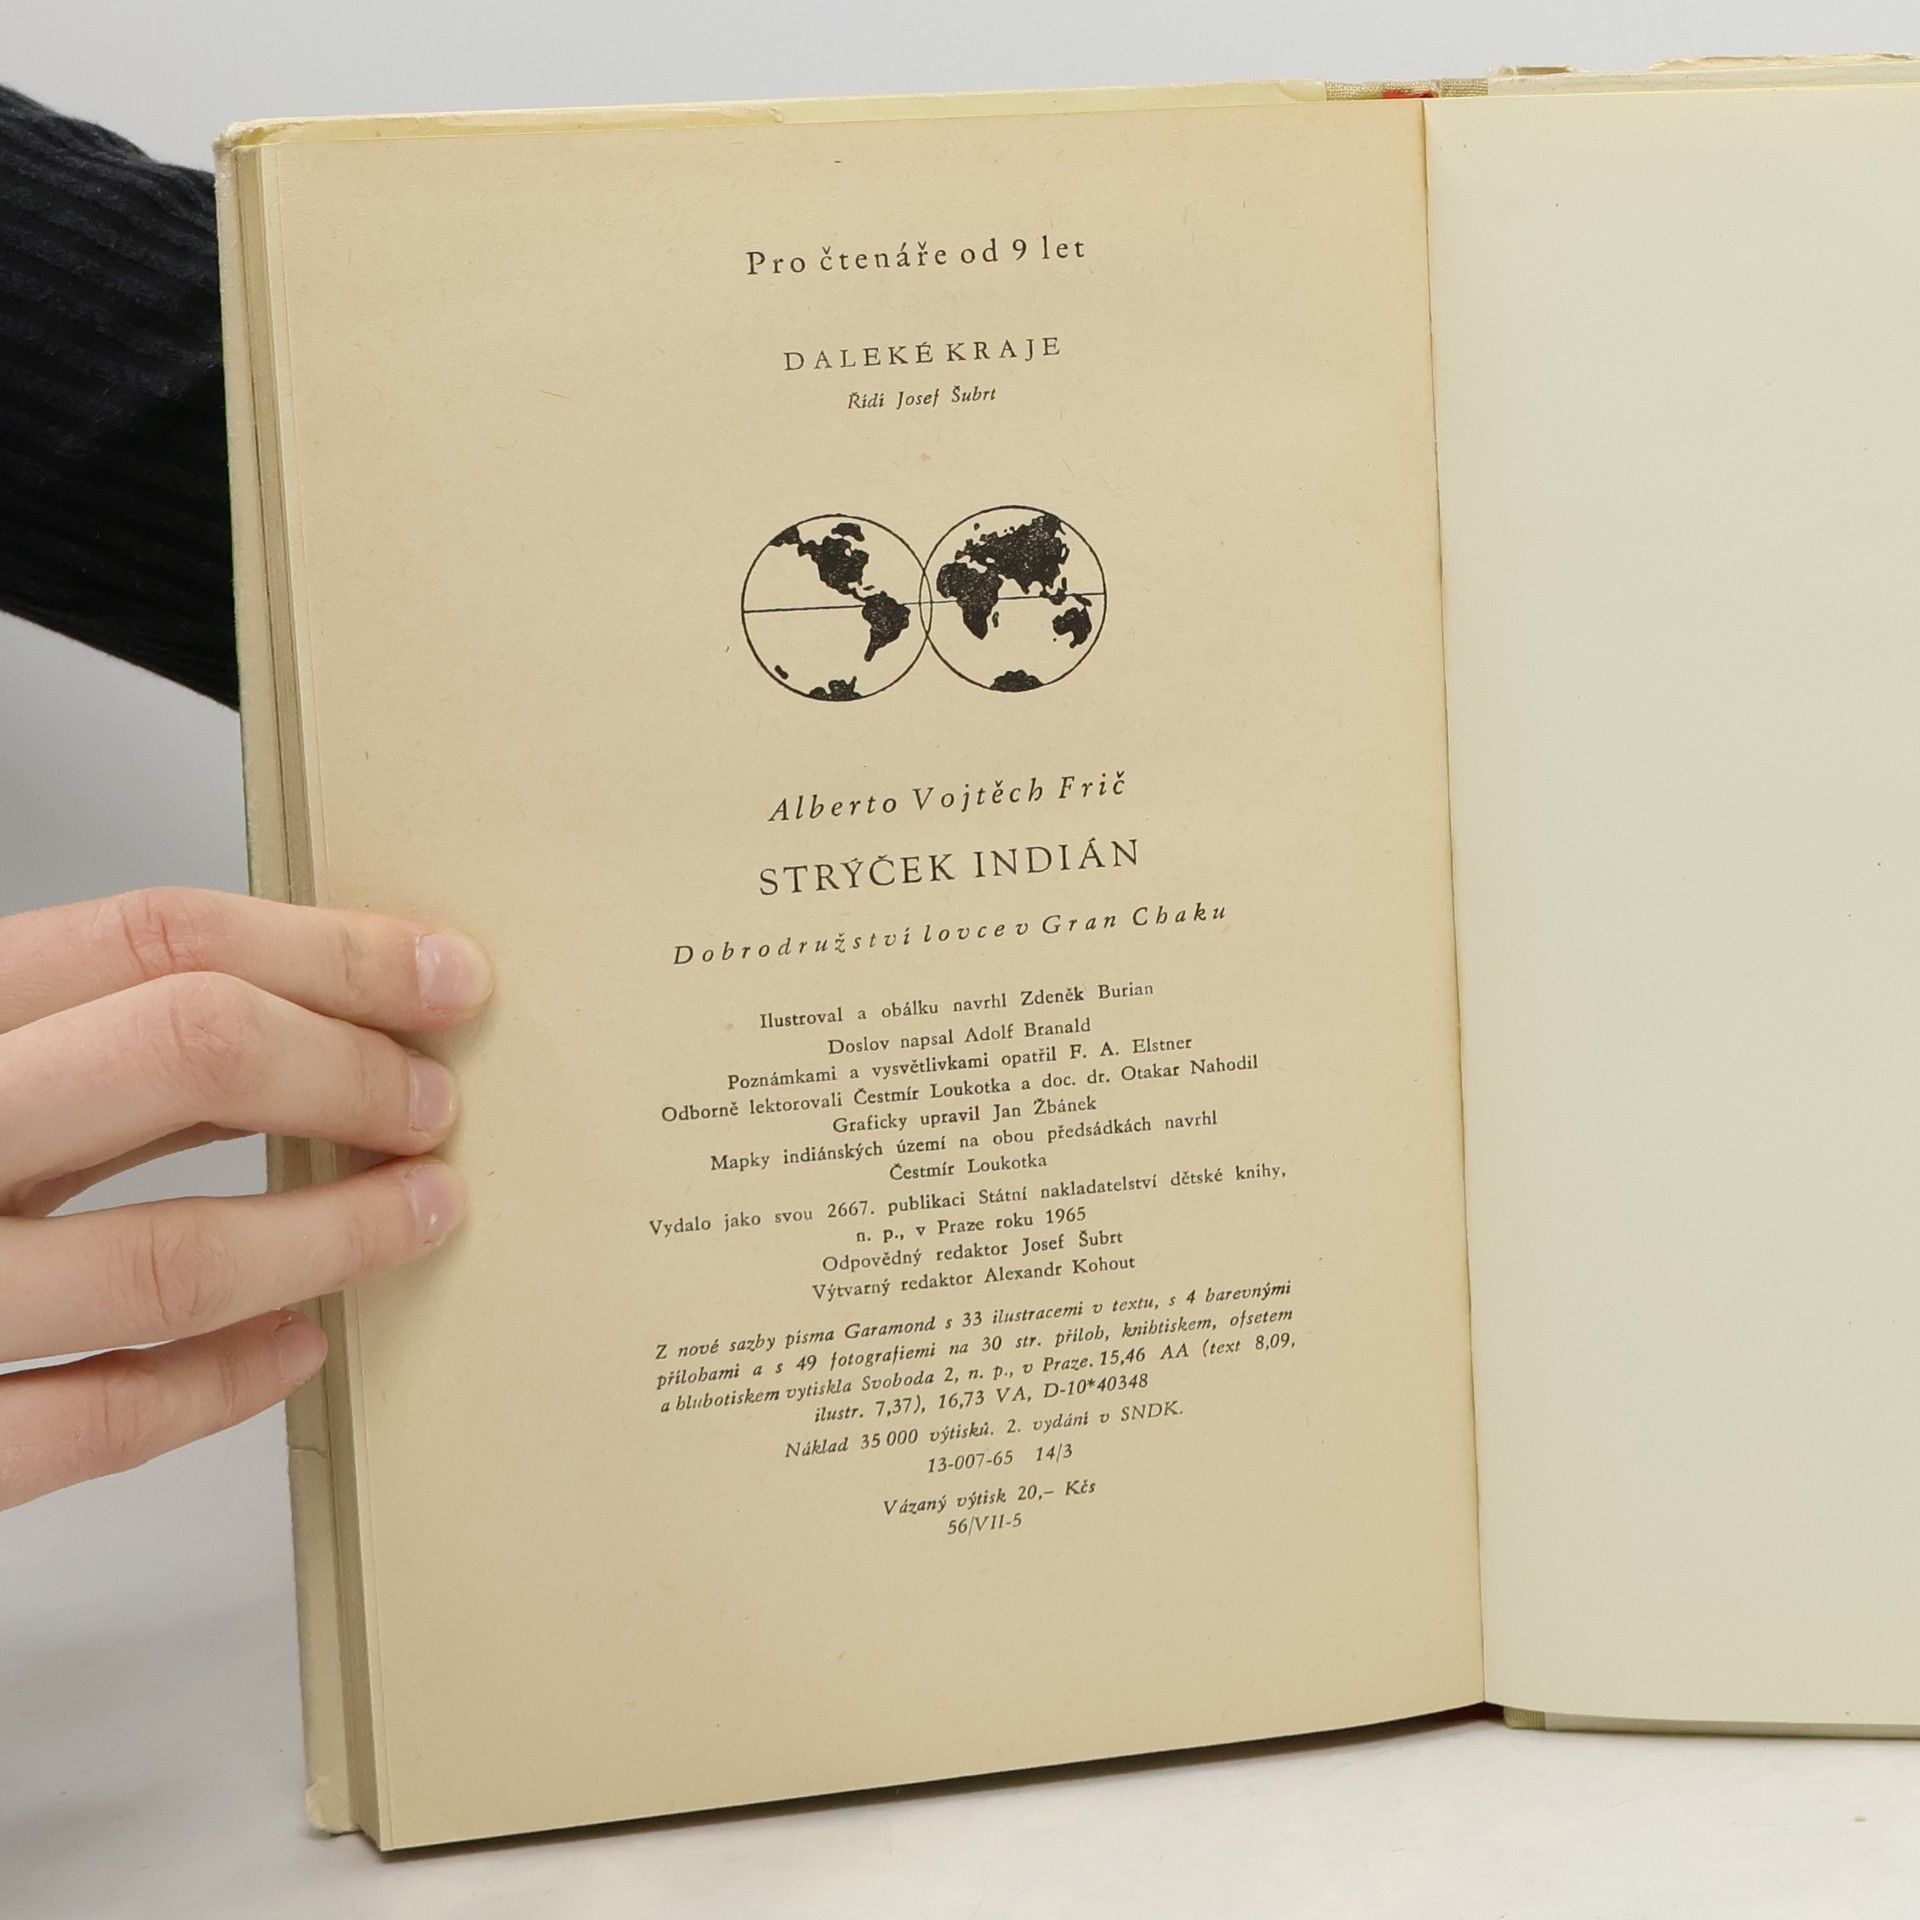 Pro čtenáře od 9 let
DALEKÉ KRAJE
Řídí Josef Šubrt
Alberto Vojtěch Frič
STRÝČEK INDIÁN
Dobrodružství lovce v Gran Chaku
Ilustroval a obálku navrhl Zdeněk Burian
Doslov napsal Adolf Branald
Poznámkami a vysvětlivkami opatřil F. A. Elstner
Odborně lektorovali Čestmír Loukotka a doc. dr. Otakar Nahodil
Graficky upravil Jan Žbánek
Mapky indiánských území na obou předsádkách navrhl
Čestmír Loukotka
Vydalo jako svou 2667. publikaci Státní nakladatelství dětské knihy,
n. p., v Praze roku 1965
Odpovědný redaktor Josef Šubrt
Výtvarný redaktor Alexandr Kohout
Z nové sazby písma Garamond s 33 ilustracemi v textu, s 4 barevnými
přílohami a s 49 fotografiemi na 30 str. příloh, knihtiskem, ofsetem
a hlubotiskem vytiskla Svoboda 2, n. p., v Praze. 15,46 AA (text 8,09,
ilustr. 7,37), 16,73 VA, D-10*40348
Náklad 35 000 výtisků. 2. vydání v SNDK.
13-007-65 14/3
Vázaný výtisk 20,– Kčs
56/VII-5